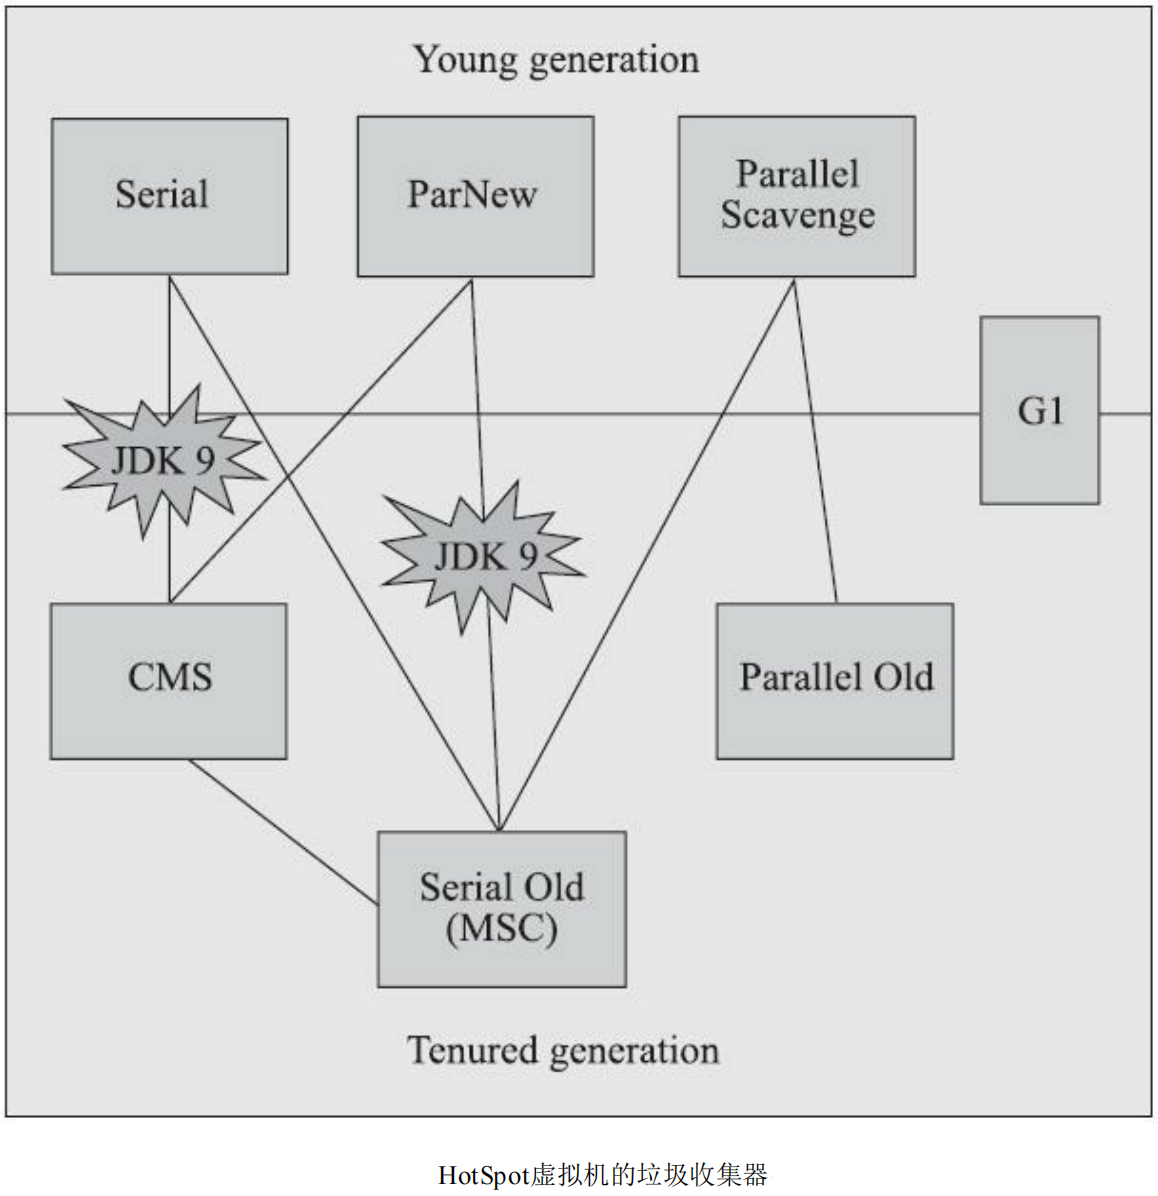 Young generation
Serial
ParNew
Parallel
Scavenge
G1
JDK 9
JDK 9
CMS
Parallel Old
Serial Old
(MSC)
Tenured generation
HotSpot虚拟机的垃圾收集器